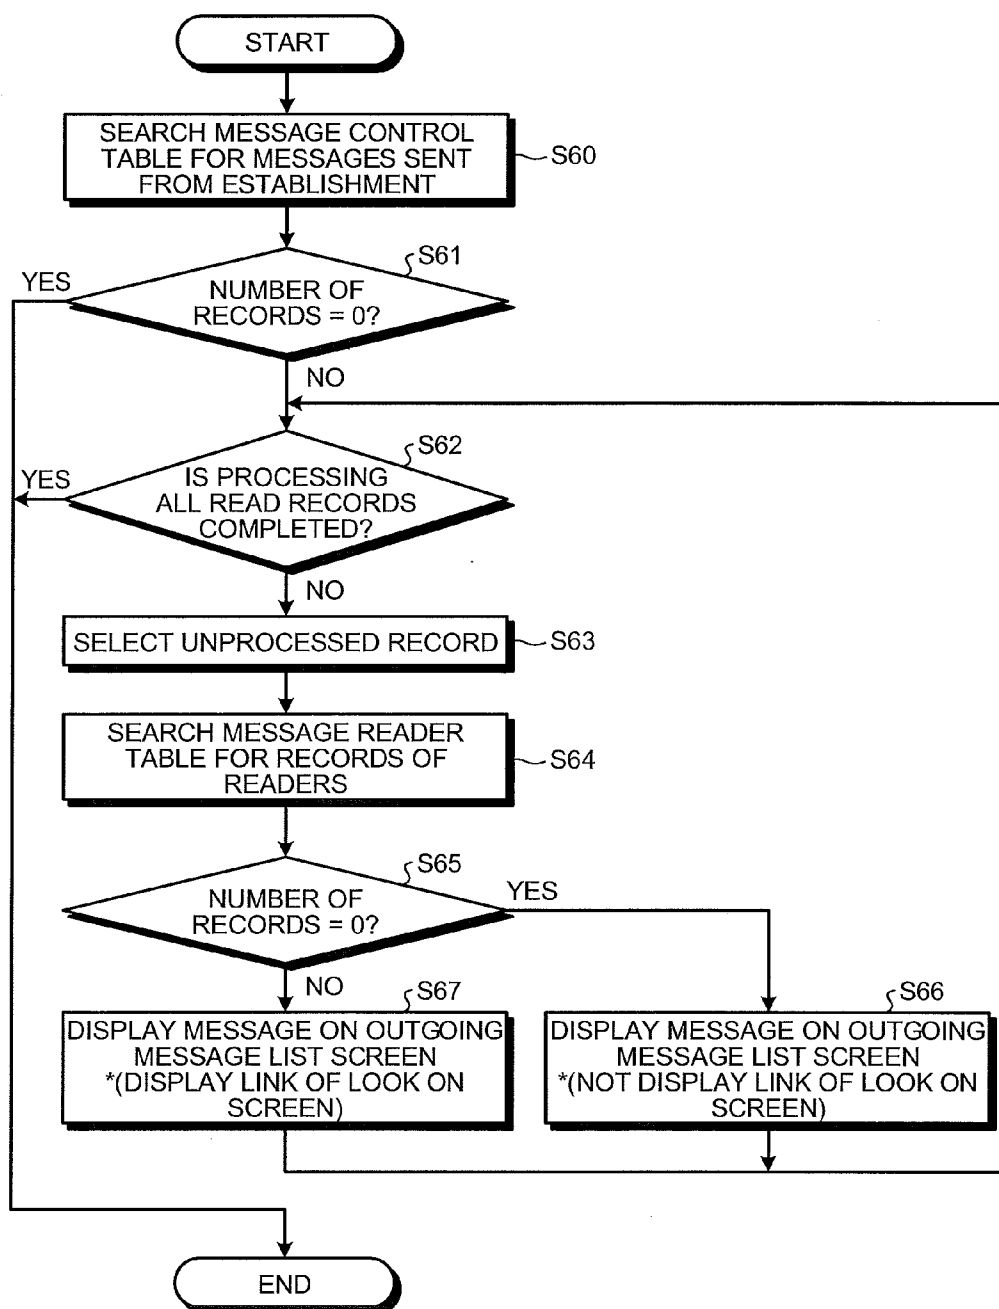 START
SEARCH MESSAGE CONTROL
TABLE FOR MESSAGES SENT
FROM ESTABLISHMENT
S60
S61
YES
NUMBER OF
RECORDS = 0?
NO
S62
YES
IS PROCESSING
ALL READ RECORDS
COMPLETED?
NO
SELECT UNPROCESSED RECORD
S63
SEARCH MESSAGE READER
TABLE FOR RECORDS OF
READERS
S64
S65
YES
NUMBER OF
RECORDS = 0?
NO
S67
DISPLAY MESSAGE ON OUTGOING
MESSAGE LIST SCREEN
*(DISPLAY LINK OF LOOK ON
SCREEN)
S66
DISPLAY MESSAGE ON OUTGOING
MESSAGE LIST SCREEN
*(NOT DISPLAY LINK OF LOOK ON
SCREEN)
END